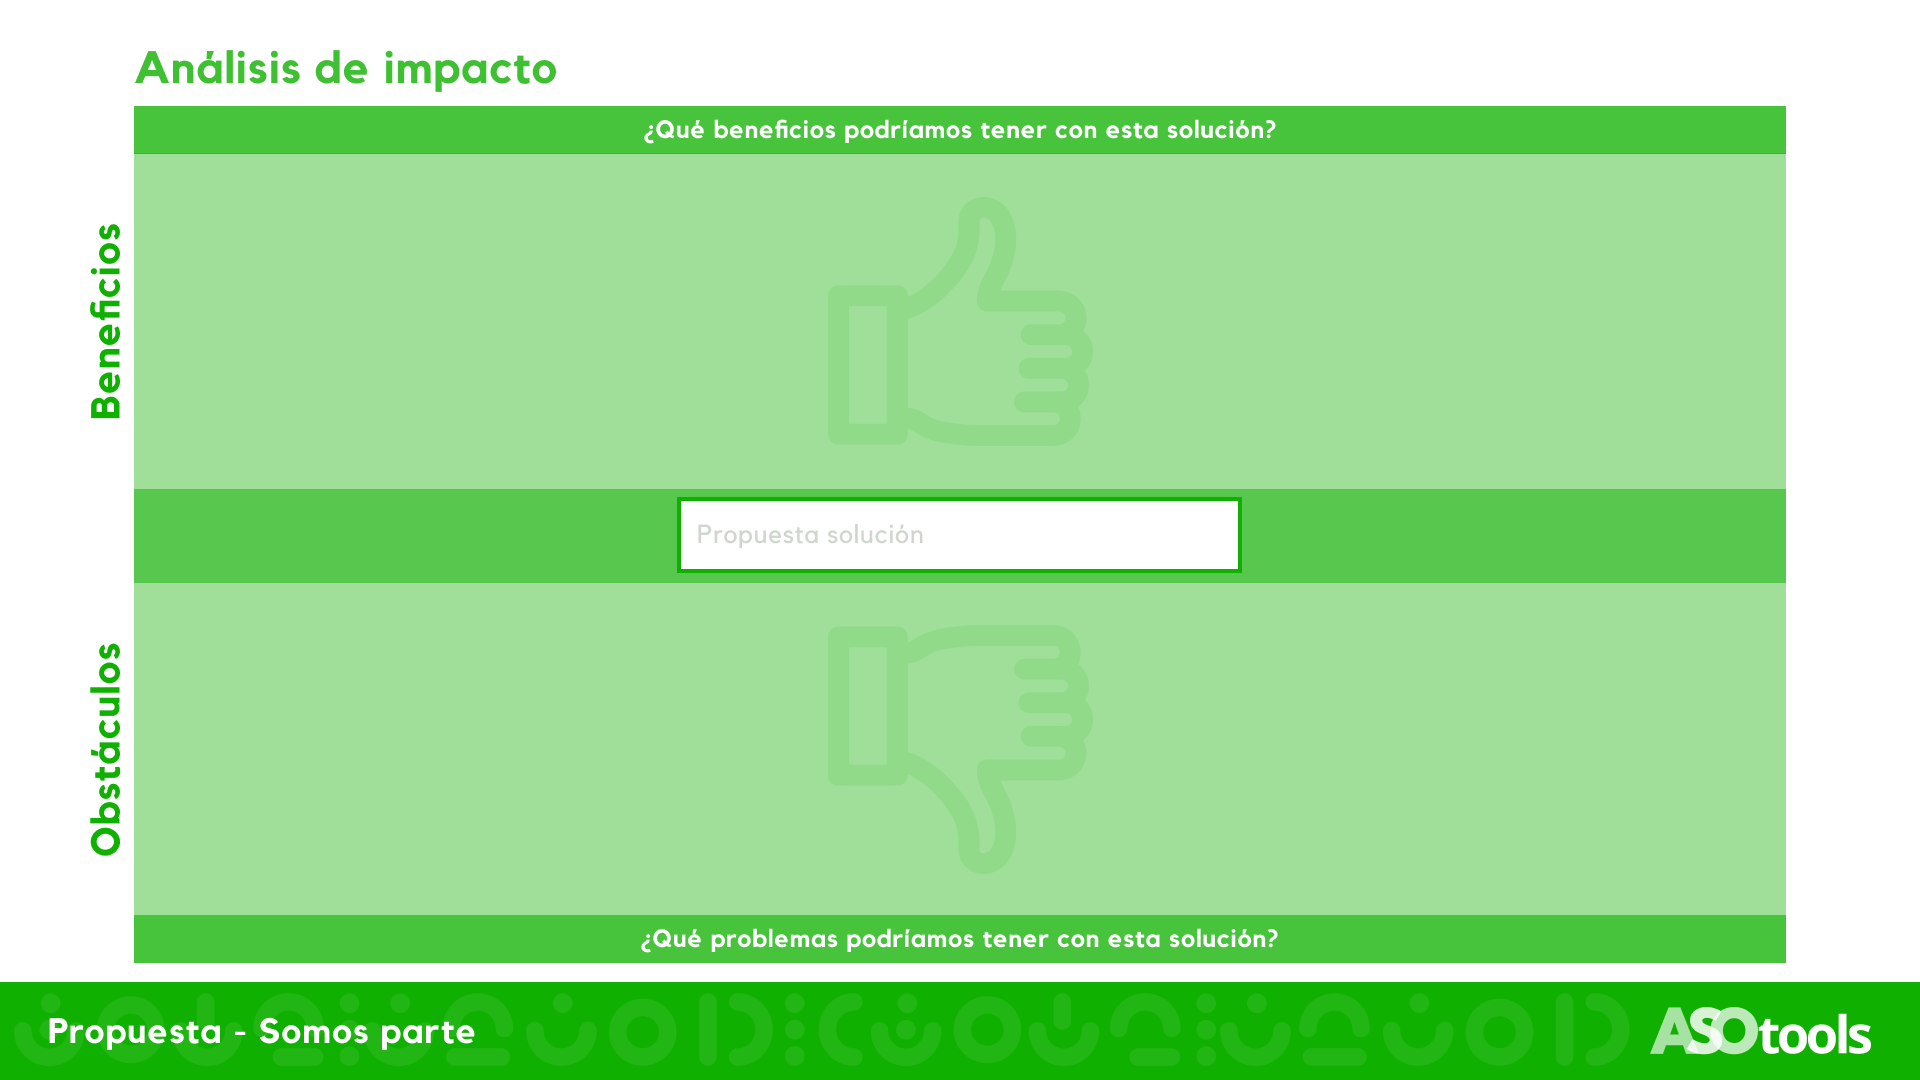 Análisis de impacto
¿Qué beneficios podríamos tener con esta solución?
Beneficios
Propuesta solución
Obstáculos
¿Qué problemas podríamos tener con esta solución?
Propuesta - Somos parte
ASOtools